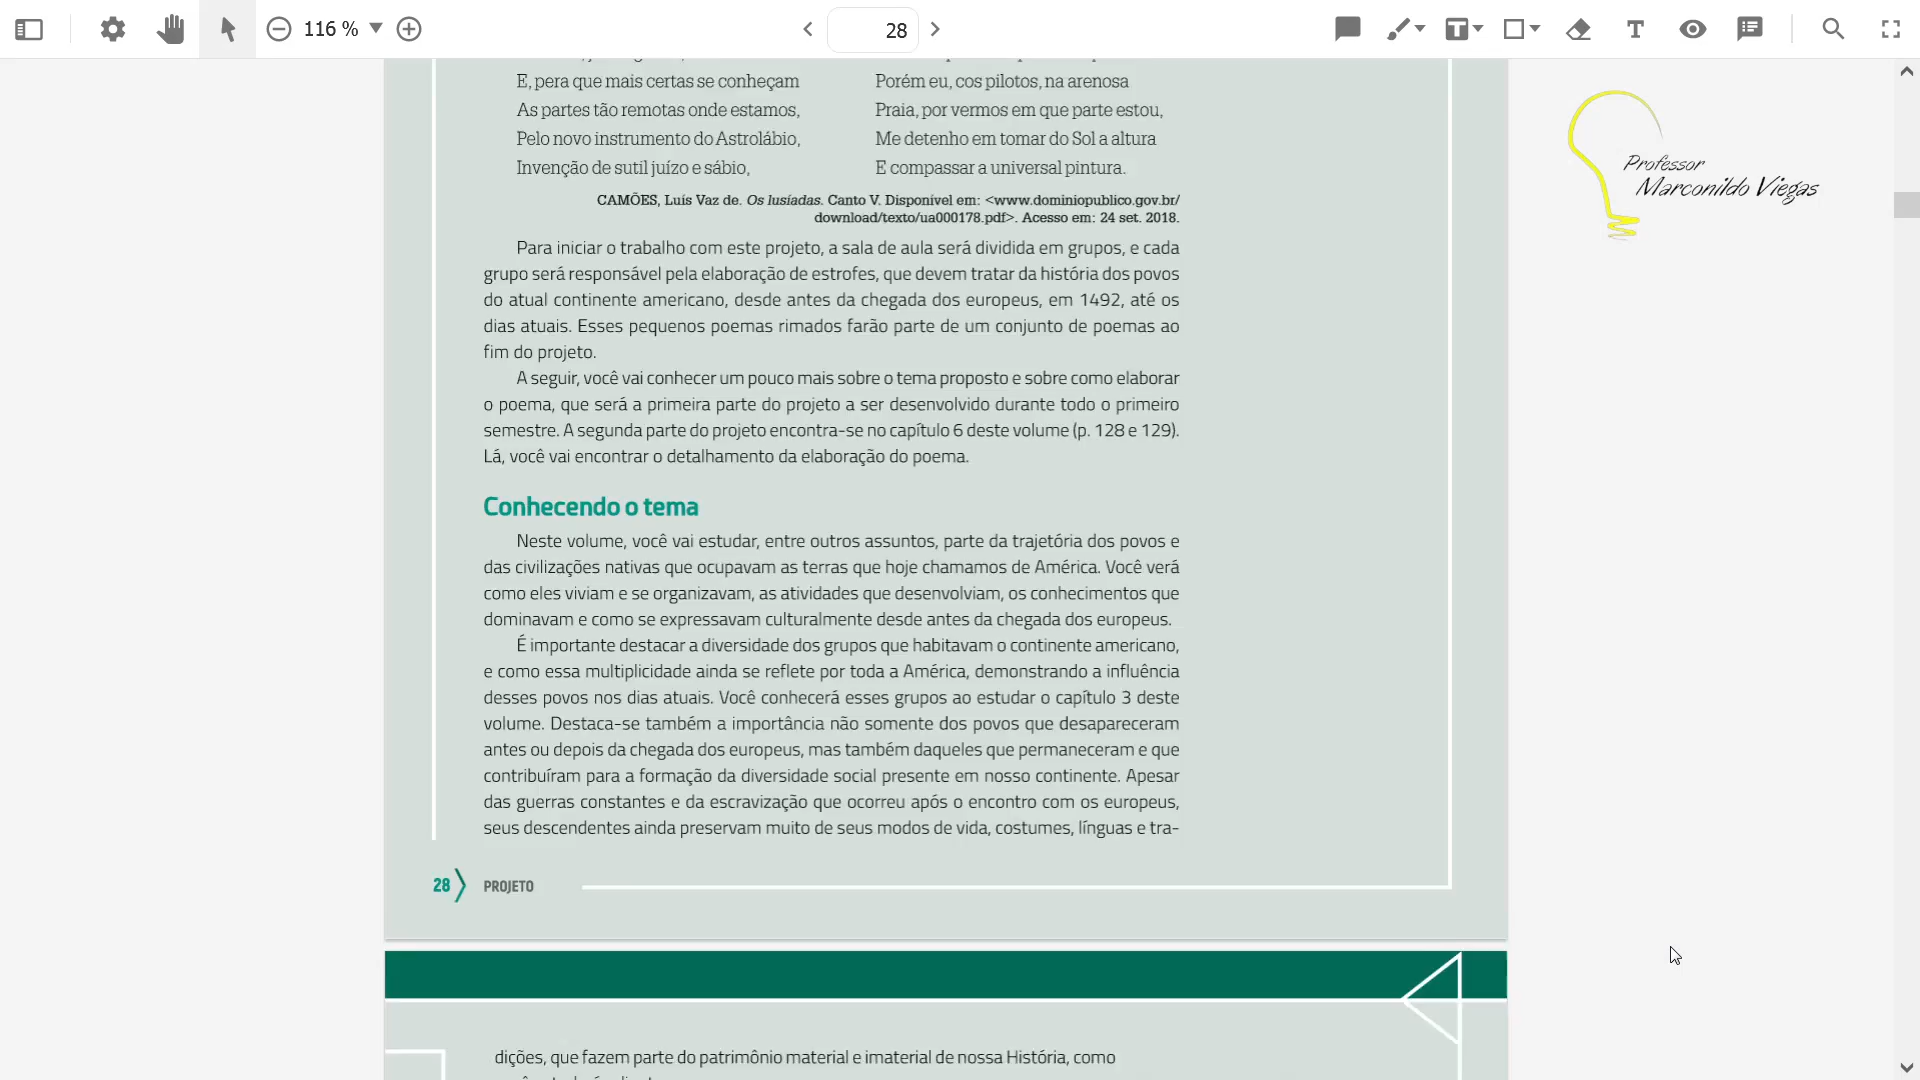 116 %
28
E, pera que mais certas se conheçam
As partes tão remotas onde estamos,
Pelo novo instrumento do Astrolábio,
Invenção de sutil juízo e sábio,
Porém eu, cos pilotos, na arenosa
Praia, por vermos em que parte estou,
Me detenho em tomar do Sol a altura
E compassar a universal pintura.
CAMÕES, Luís Vaz de. Os lusíadas. Canto V. Disponível em: <www.dominiopublico.gov.br/
download/texto/ua000178.pdf>. Acesso em: 24 set. 2018.
Para iniciar o trabalho com este projeto, a sala de aula será dividida em grupos, e cada
grupo será responsável pela elaboração de estrofes, que devem tratar da história dos povos
do atual continente americano, desde antes da chegada dos europeus, em 1492, até os
dias atuais. Esses pequenos poemas rimados farão parte de um conjunto de poemas ao
fim do projeto.
A seguir, você vai conhecer um pouco mais sobre o tema proposto e sobre como elaborar
o poema, que será a primeira parte do projeto a ser desenvolvido durante todo o primeiro
semestre. A segunda parte do projeto encontra-se no capítulo 6 deste volume (p. 128 e 129).
Lá, você vai encontrar o detalhamento da elaboração do poema.
Conhecendo o tema
Neste volume, você vai estudar, entre outros assuntos, parte da trajetória dos povos e
das civilizações nativas que ocupavam as terras que hoje chamamos de América. Você verá
como eles viviam e se organizavam, as atividades que desenvolviam, os conhecimentos que
dominavam e como se expressavam culturalmente desde antes da chegada dos europeus.
É importante destacar a diversidade dos grupos que habitavam o continente americano,
e como essa multiplicidade ainda se reflete por toda a América, demonstrando a influência
desses povos nos dias atuais. Você conhecerá esses grupos ao estudar o capítulo 3 deste
volume. Destaca-se também a importância não somente dos povos que desapareceram
antes ou depois da chegada dos europeus, mas também daqueles que permaneceram e que
contribuíram para a formação da diversidade social presente em nosso continente. Apesar
das guerras constantes e da escravização que ocorreu após o encontro com os europeus,
seus descendentes ainda preservam muito de seus modos de vida, costumes, línguas e tra-
28 PROJETO
dições, que fazem parte do patrimônio material e imaterial de nossa História, como
Professor
Marconildo Viegas